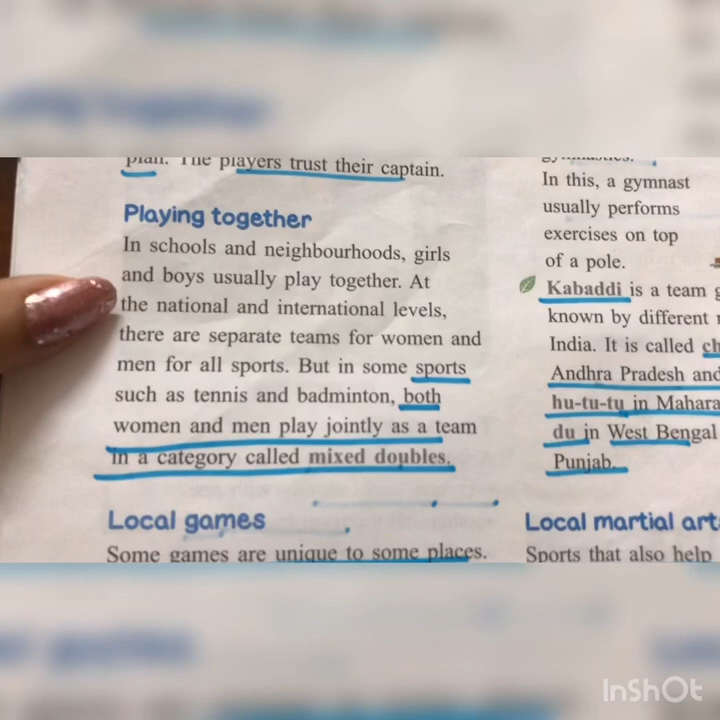 plan. The players trust their captain.
Playing together
In schools and neighbourhoods, girls
and boys usually play together. At
the national and international levels,
there are separate teams for women and
men for all sports. But in some sports
such as tennis and badminton, both
women and men play jointly as a team
in a category called mixed doubles.
Local games
Some games are unique to some places.
gymnastics.
In this, a gymnast
usually performs
exercises on top
of a pole.
Kabaddi is a team
known by different
India. It is called
Andhra Pradesh and
hu-tu-tu in Mahara
du in West Bengal
Punjab.
Local martial art
Sports that also help
InShOt